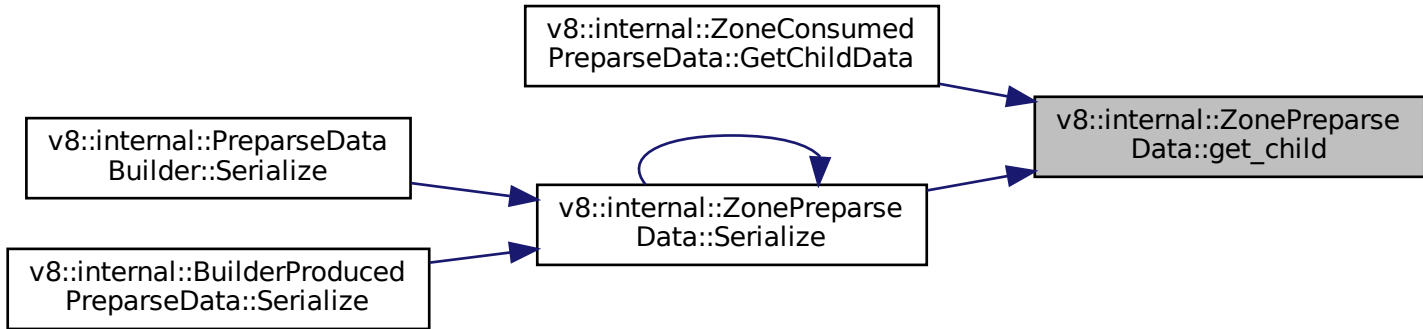 v8::internal::ZoneConsumed
PreparseData::GetChildData
v8::internal::ZonePreparse
Data::get_child
v8::internal::PreparseData
Builder::Serialize
v8::internal::ZonePreparse
Data::Serialize
v8::internal::BuilderProduced
PreparseData::Serialize